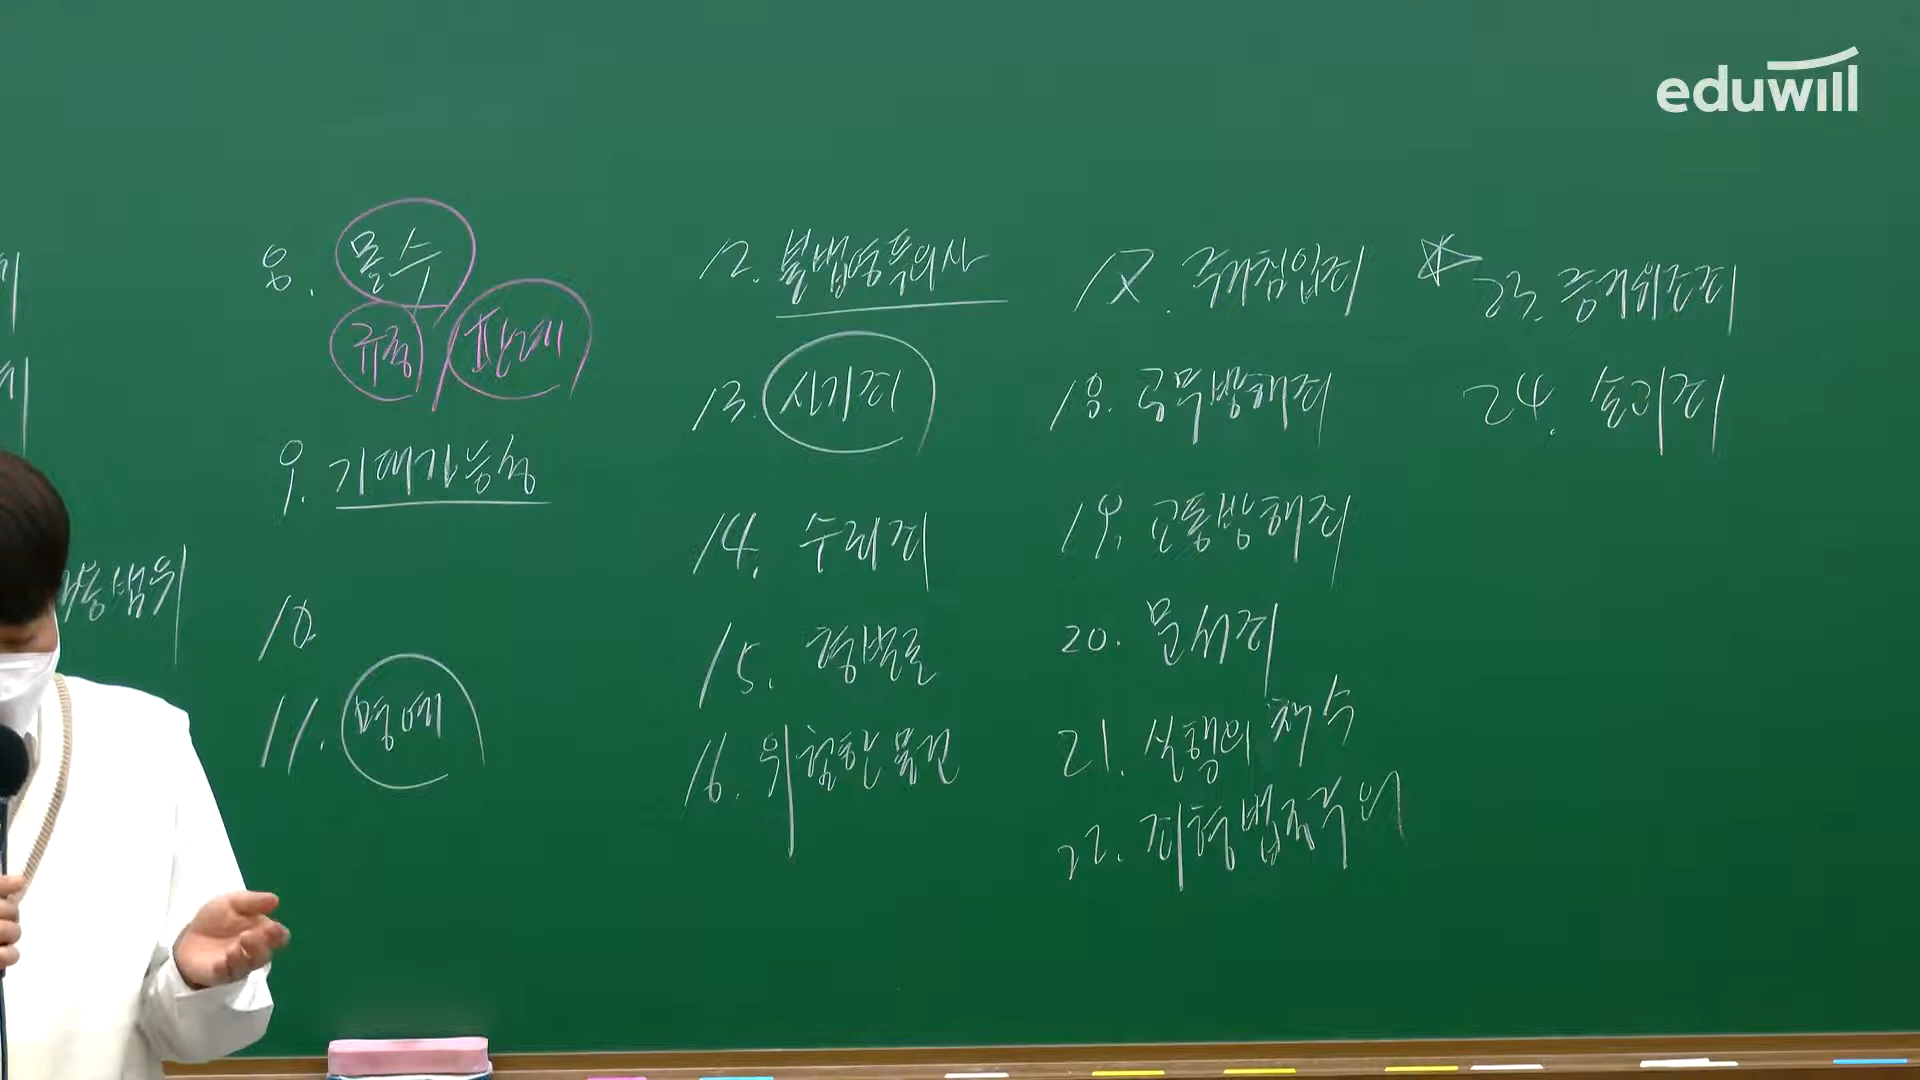 eduwill
8. 몰수
규정 판례
9. 기대가능성
10
11. 명예
12. 불법영득의사
13. 사기죄
14. 수뢰죄
15. 형벌론
16. 위험한 물건
17. 주거침입죄
18. 공무방해죄
19. 교통방해죄
20. 문서죄
21. 실행의 착수
22. 죄형법정주의
☆ 23. 증거위조죄
24. 손괴죄
범위